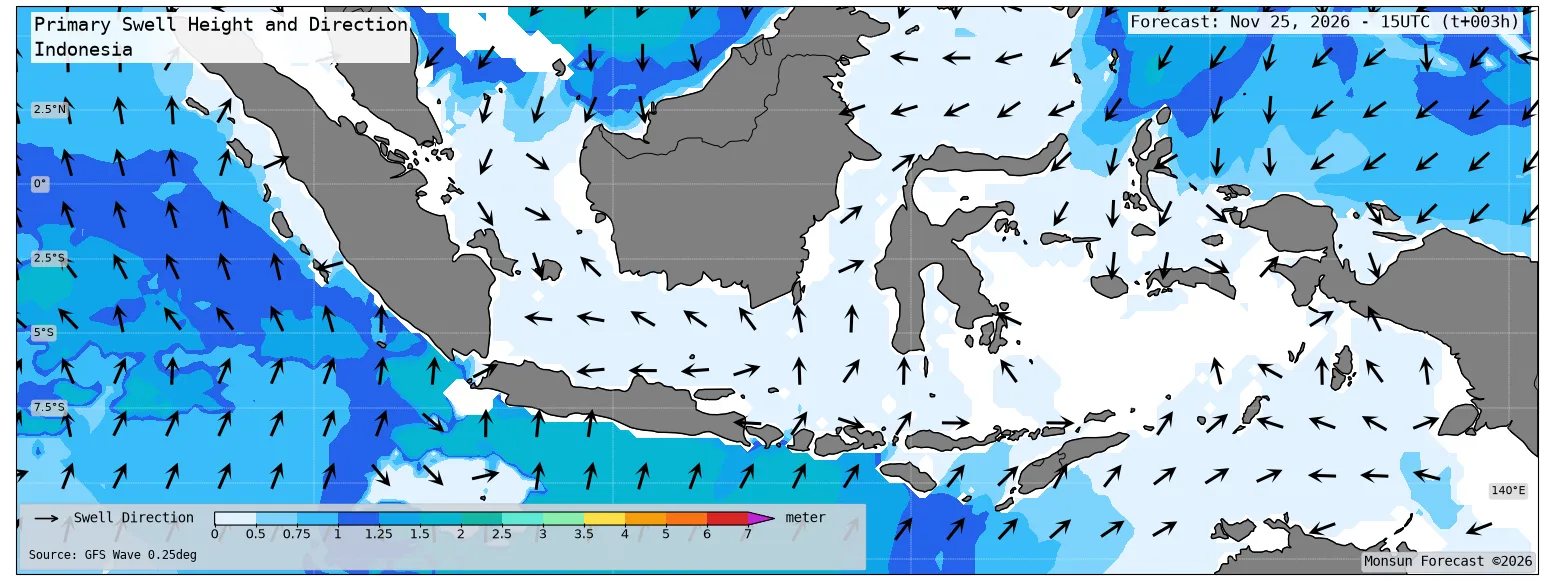 Primary Swell Height and Direction
Indonesia
Forecast: Nov 25, 2026 - 15UTC (t+003h)
2.5°N
0°
2.5°S
5°S
7.5°S
140°E
Swell Direction
meter
0 0.5 0.75 1 1.25 1.5 2 2.5 3 3.5 4 5 6 7
Source: GFS Wave 0.25deg
Monsun Forecast ©2026